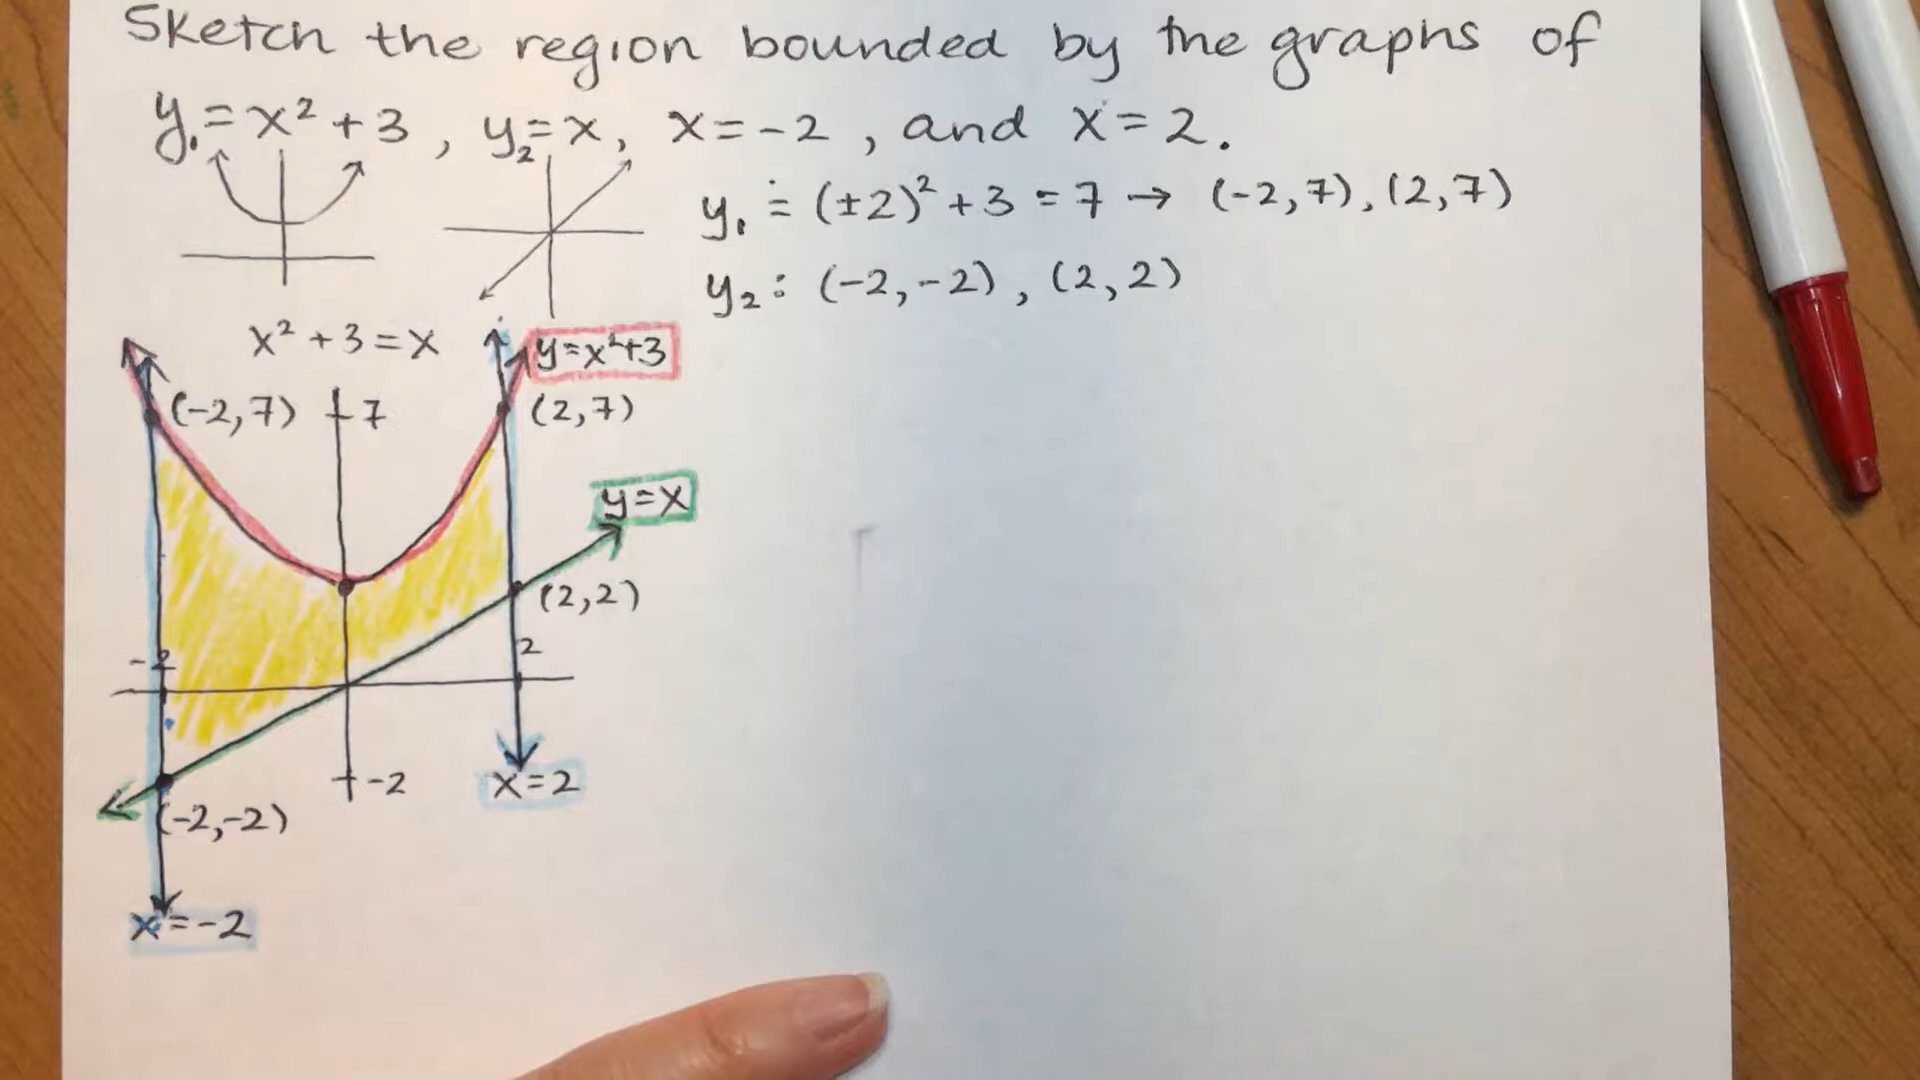 Sketch the region bounded by the graphs of
y₁ = x² + 3, y₂ = x, x = -2, and x = 2.
y₁ : (±2)² + 3 = 7 → (-2,7), (2,7)
y₂ : (-2,-2), (2,2)
x² + 3 = x
y=x²+3
(-2,7)
7
(2,7)
y=x
(2,2)
-2
2
-2
x=2
(-2,-2)
x=-2